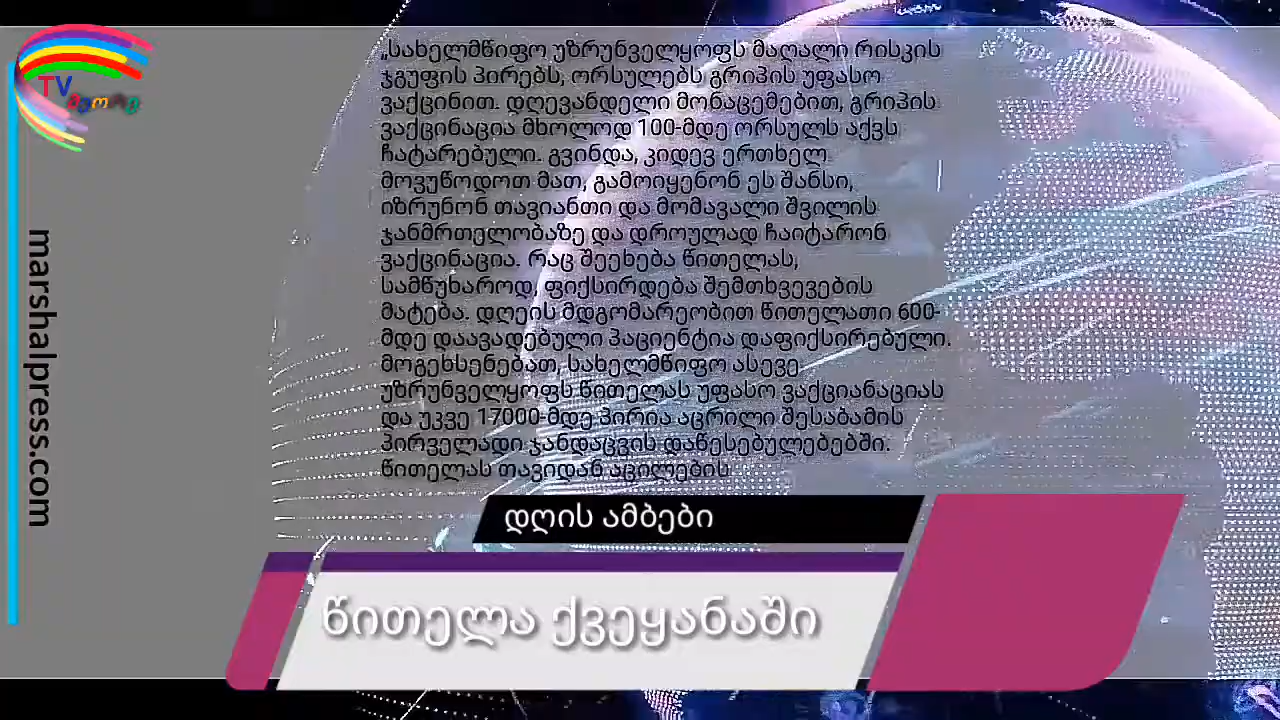 „სახელმწიფო უზრუნველყოფს მაღალი რისკის
ჯგუფის პირებს, ორსულებს გრიპის უფასო
ვაქცინით. დღევანდელი მონაცემებით, გრიპის
ვაქცინაცია მხოლოდ 100-მდე ორსულს აქვს
ჩატარებული. გვინდა, კიდევ ერთხელ
მოვუწოდოთ მათ, გამოიყენონ ეს შანსი,
იზრუნონ თავიანთი და მომავალი შვილის
ჯანმრთელობაზე და დროულად ჩაიტარონ
ვაქცინაცია. რაც შეეხება წითელას,
სამწუხაროდ, ფიქსირდება შემთხვევების
მატება. დღეის მდგომარეობით წითელათი 600-
მდე დაავადებული პაციენტია დაფიქსირებული.
მოგეხსენებათ, სახელმწიფო ასევე
უზრუნველყოფს წითელას უფასო ვაქციანაციას
და უკვე 17000-მდე პირია აცრილი შესაბამის
პირველადი ჯანდაცვის დაწესებულებებში.
წითელას თავიდან აცილების
TV
marshalpress.com
დღის ამბები
წითელა ქვეყანაში